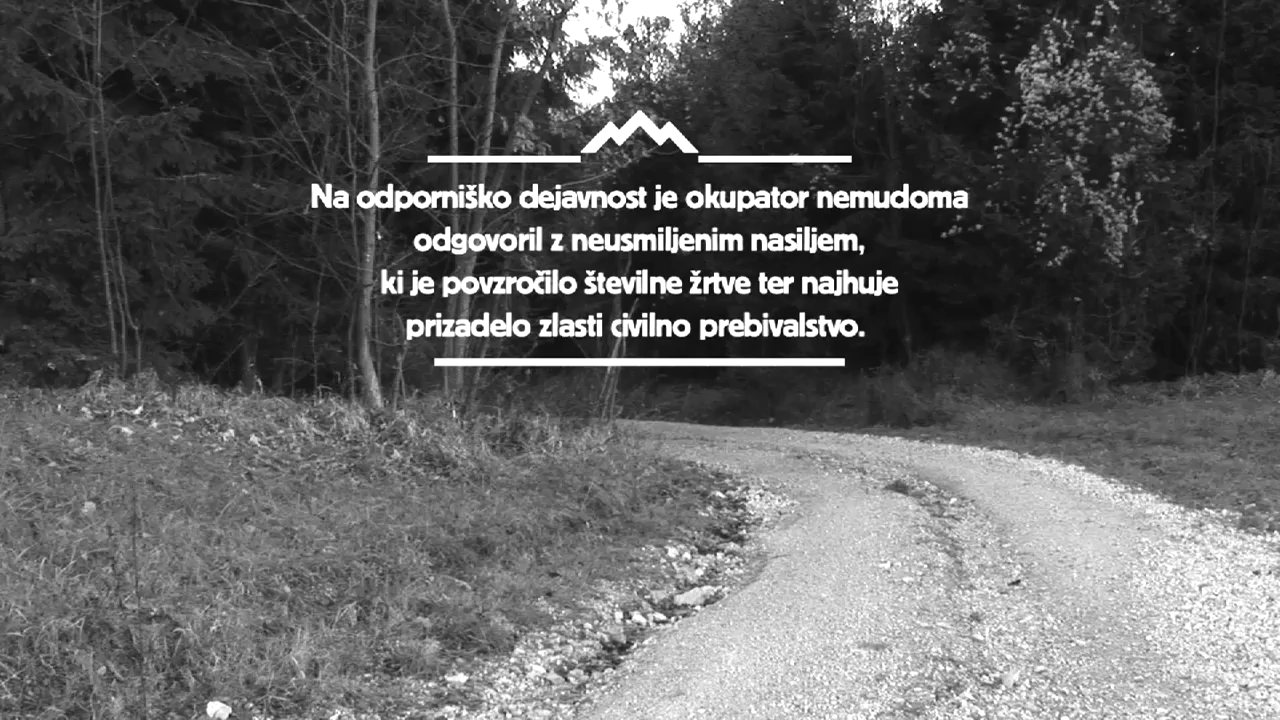 Na odporniško dejavnost je okupator nemudoma
odgovoril z neusmiljenim nasiljem,
ki je povzročilo številne žrtve ter najhuje
prizadelo zlasti civilno prebivalstvo.